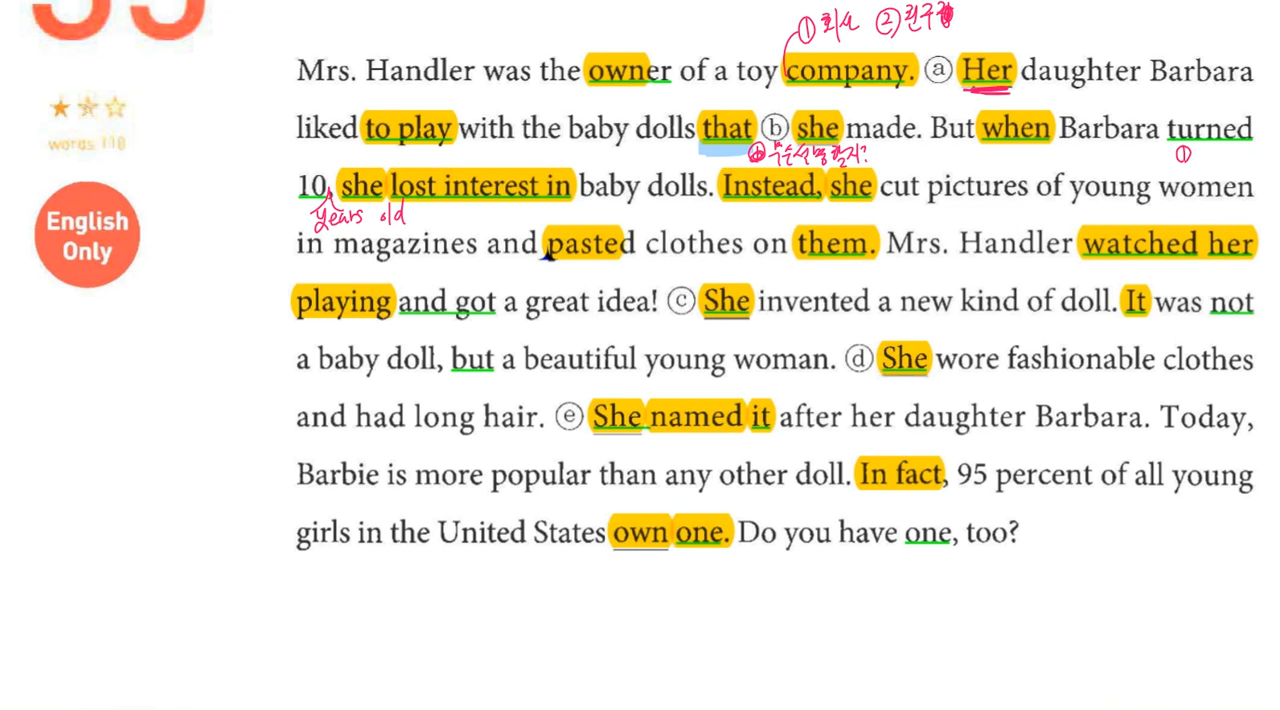 ① 회사 ② 친구
Mrs. Handler was the owner of a toy company. ⓐ Her daughter Barbara
liked to play with the baby dolls that ⓑ she made. But when Barbara turned
①
10, she lost interest in baby dolls. Instead, she cut pictures of young women
years old
in magazines and pasted clothes on them. Mrs. Handler watched her
playing and got a great idea! ⓒ She invented a new kind of doll. It was not
a baby doll, but a beautiful young woman. ⓓ She wore fashionable clothes
and had long hair. ⓔ She named it after her daughter Barbara. Today,
Barbie is more popular than any other doll. In fact, 95 percent of all young
girls in the United States own one. Do you have one, too?
★★☆
words 118
English
Only